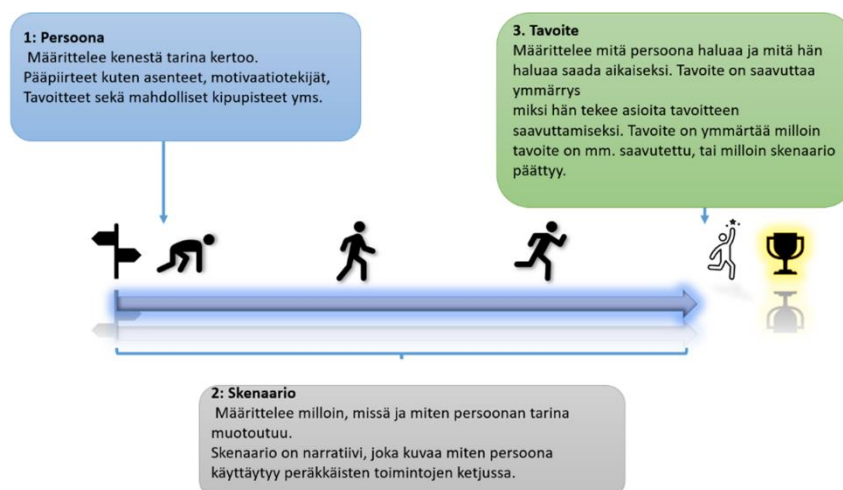 1: Persoona
Määrittelee kenestä tarina kertoo.
Pääpiirteet kuten asenteet, motivaatiotekijät,
Tavoitteet sekä mahdolliset kipupisteet yms.
3. Tavoite
Määrittelee mitä persoona haluaa ja mitä hän
haluaa saada aikaiseksi. Tavoite on saavuttaa
ymmärrys
miksi hän tekee asioita tavoitteen
saavuttamiseksi. Tavoite on ymmärtää milloin
tavoite on mm. saavutettu, tai milloin skenaario
päättyy.
2: Skenaario
Määrittelee milloin, missä ja miten persoonan tarina
muotoutuu.
Skenaario on narratiivi, joka kuvaa miten persoona
käyttäytyy peräkkäisten toimintojen ketjussa.